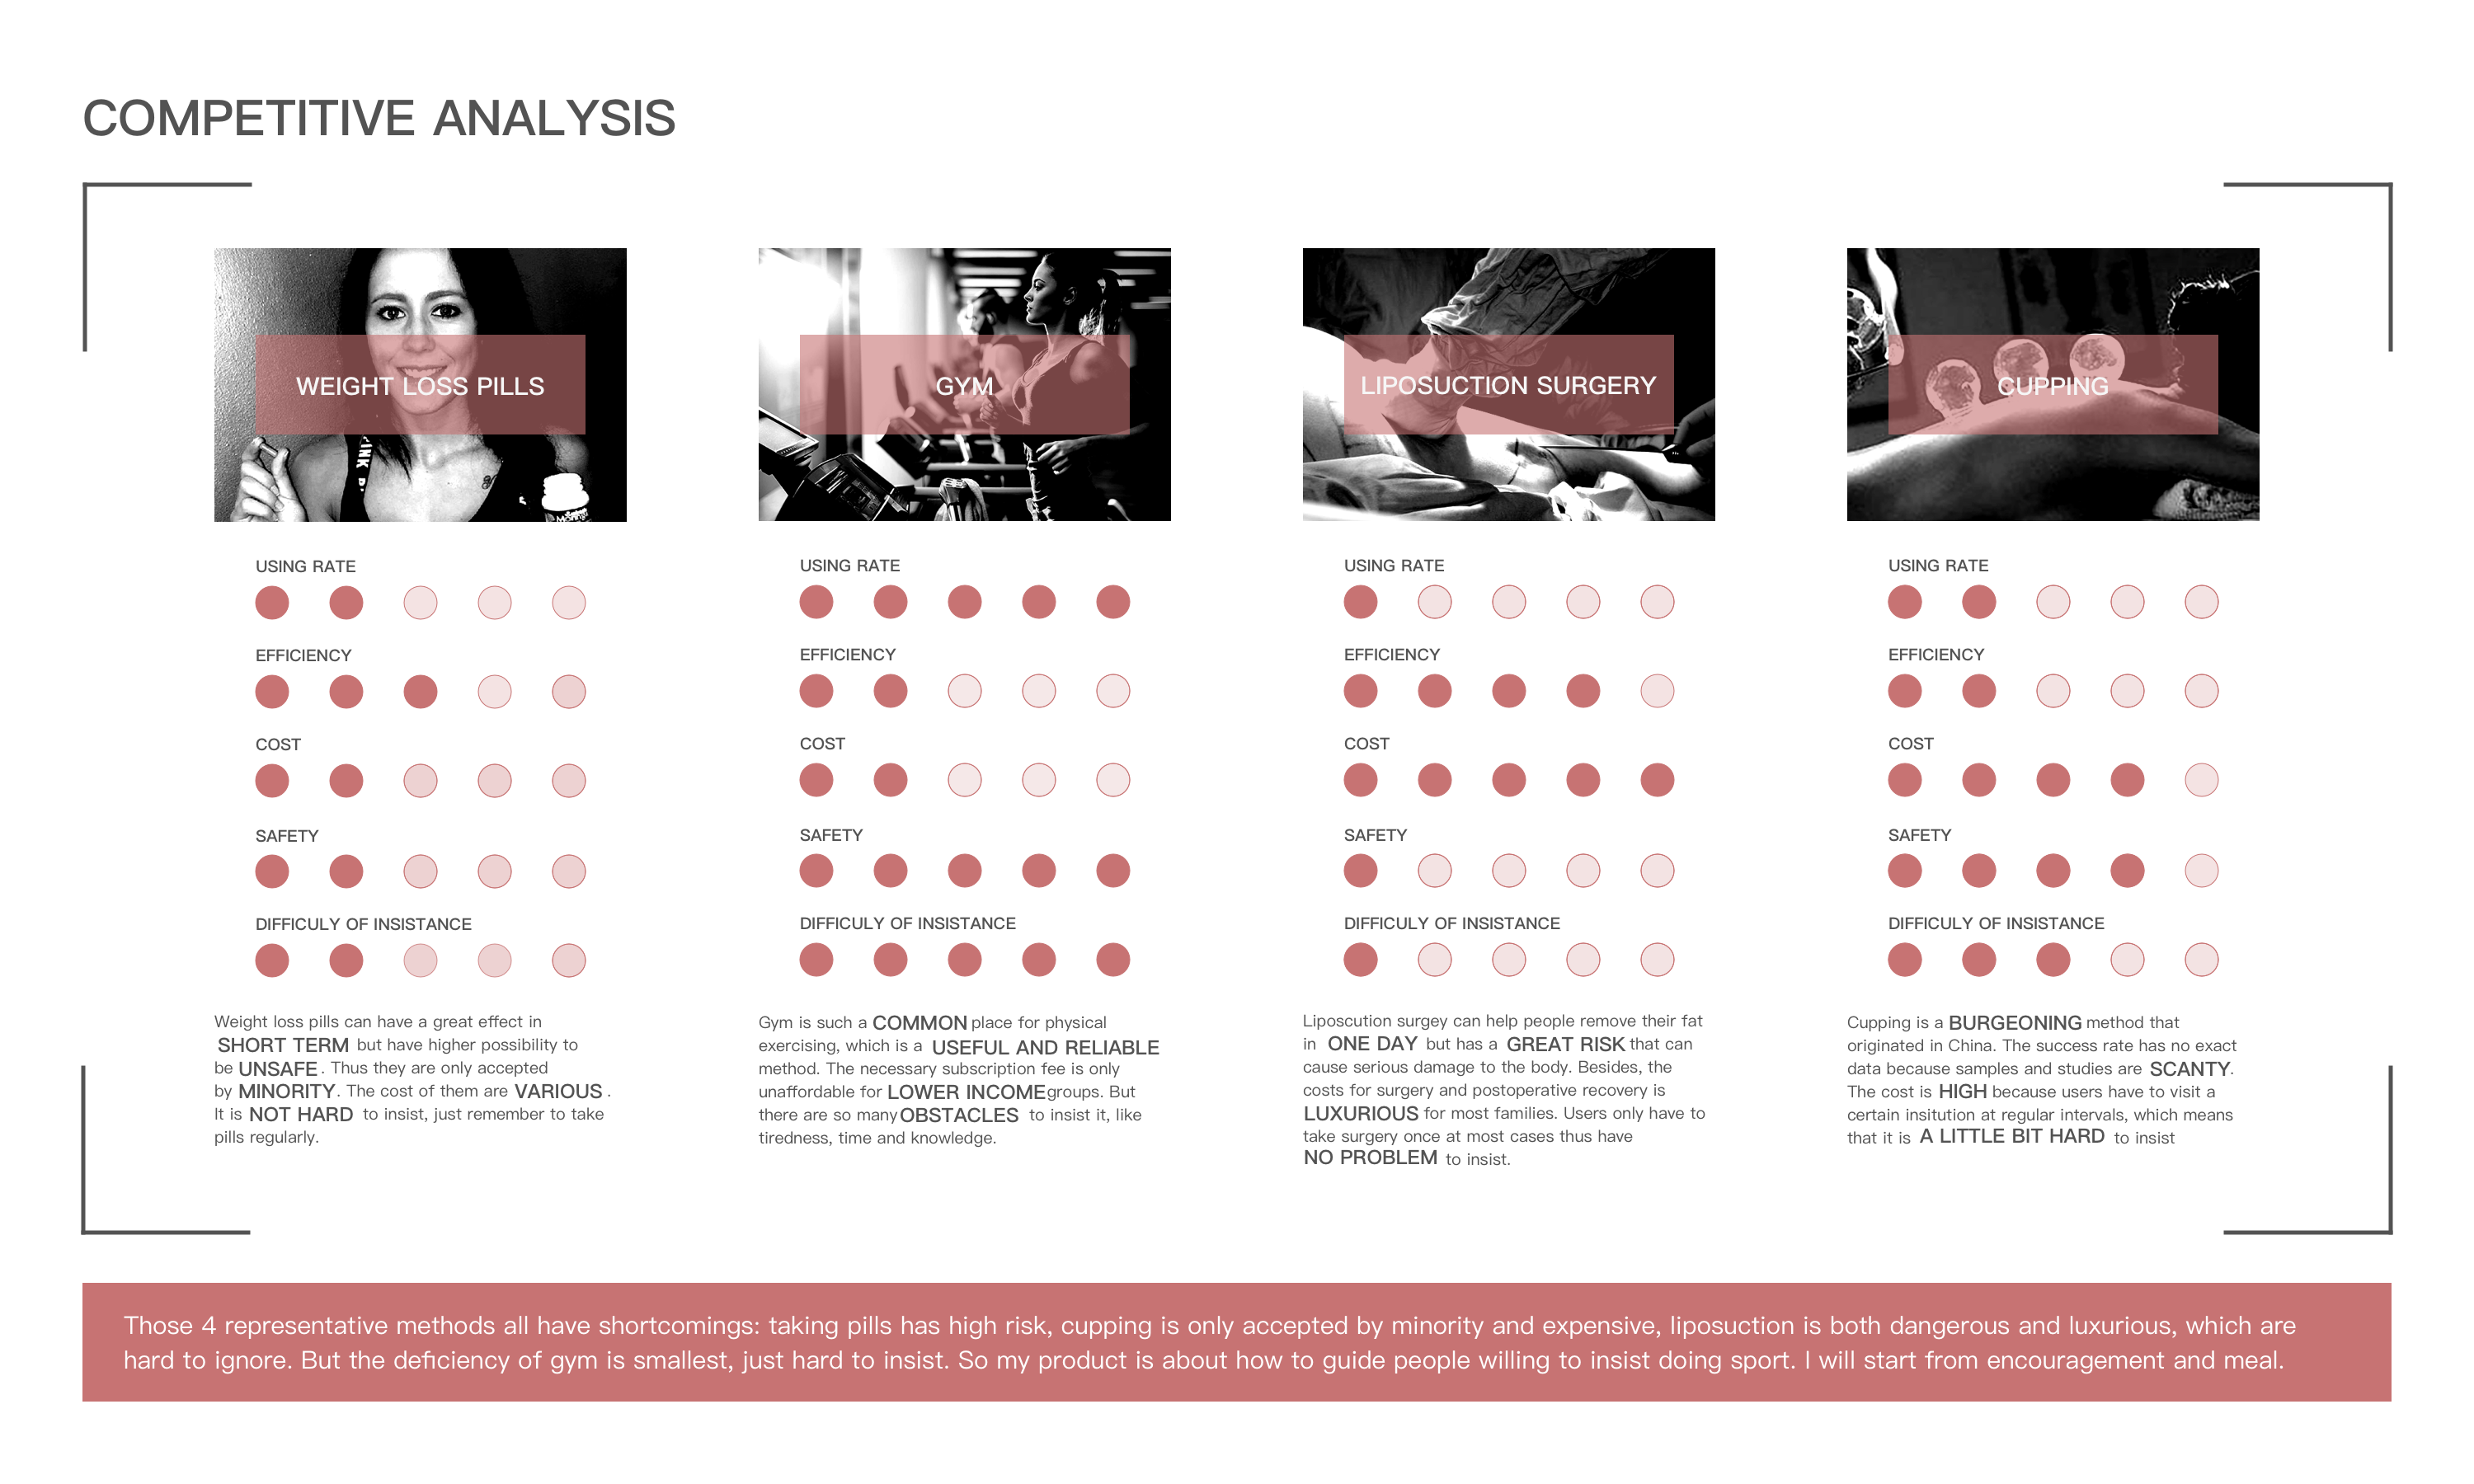 COMPETITIVE ANALYSIS
WEIGHT LOSS PILLS
USING RATE
EFFICIENCY
COST
SAFETY
DIFFICULY OF INSISTANCE
Weight loss pills can have a great effect in
SHORT TERM but have higher possibility to
be UNSAFE. Thus they are only accepted
by MINORITY. The cost of them are VARIOUS.
It is NOT HARD to insist, just remember to take
pills regularly.
GYM
USING RATE
EFFICIENCY
COST
SAFETY
DIFFICULY OF INSISTANCE
Gym is such a COMMON place for physical
exercising, which is a USEFUL AND RELIABLE
method. The necessary subscription fee is only
unaffordable for LOWER INCOME groups. But
there are so many OBSTACLES to insist it, like
tiredness, time and knowledge.
LIPOSUCTION SURGERY
USING RATE
EFFICIENCY
COST
SAFETY
DIFFICULY OF INSISTANCE
Liposcution surgey can help people remove their fat
in ONE DAY but has a GREAT RISK that can
cause serious damage to the body. Besides, the
costs for surgery and postoperative recovery is
LUXURIOUS for most families. Users only have to
take surgery once at most cases thus have
NO PROBLEM to insist.
CUPPING
USING RATE
EFFICIENCY
COST
SAFETY
DIFFICULY OF INSISTANCE
Cupping is a BURGEONING method that
originated in China. The success rate has no exact
data because samples and studies are SCANTY.
The cost is HIGH because users have to visit a
certain insitution at regular intervals, which means
that it is A LITTLE BIT HARD to insist
Those 4 representative methods all have shortcomings: taking pills has high risk, cupping is only accepted by minority and expensive, liposuction is both dangerous and luxurious, which are
hard to ignore. But the deficiency of gym is smallest, just hard to insist. So my product is about how to guide people willing to insist doing sport. I will start from encouragement and meal.